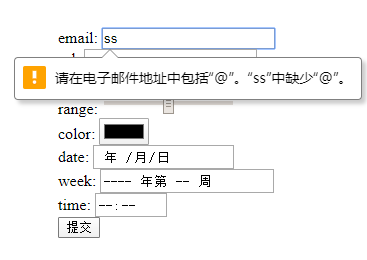 email: ss
请在电子邮件地址中包括"@"。"ss"中缺少"@"。
range:
color:
date: 年 /月/日
week: ---- 年第 -- 周
time: --:--
提交